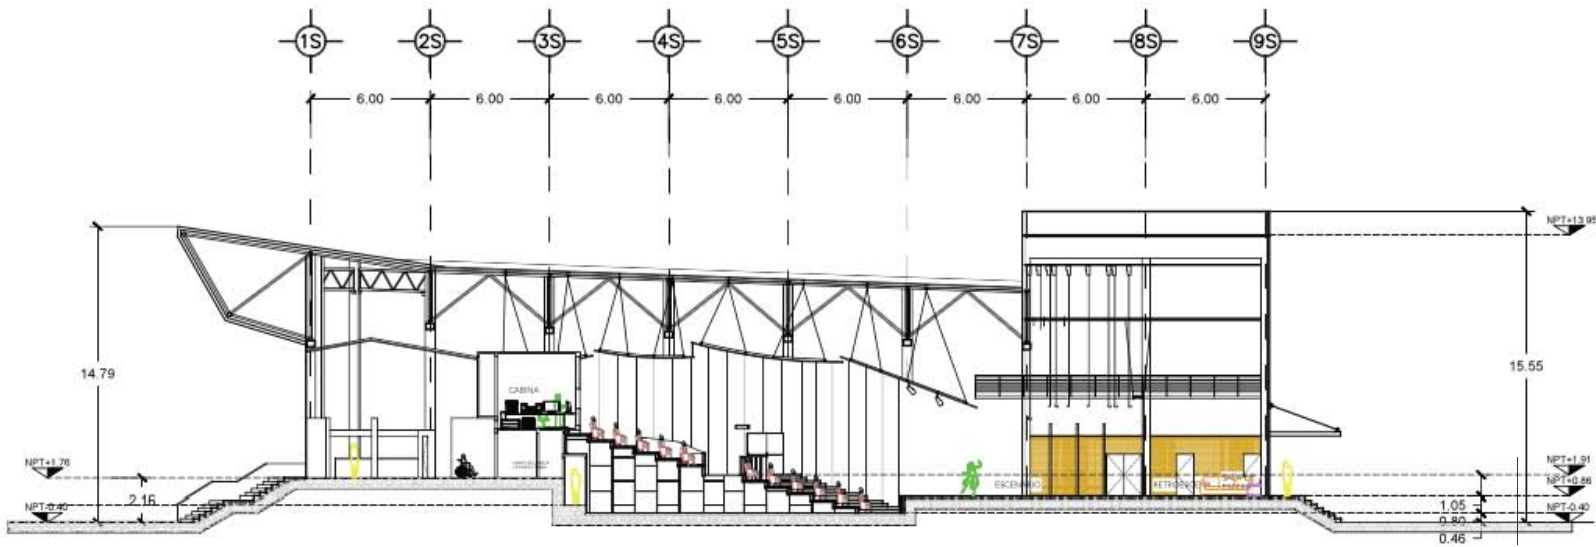 1S 2S 3S 4S 5S 6S 7S 8S 9S
6.00 6.00 6.00 6.00 6.00 6.00 6.00 6.00
NPT+13.95
14.79
15.55
CABINA
NPT+1.76
NPT+1.91
2.16
ESCENARIO
NPT+0.86
1.05
NPT-0.40
NPT-0.40
0.80
0.46